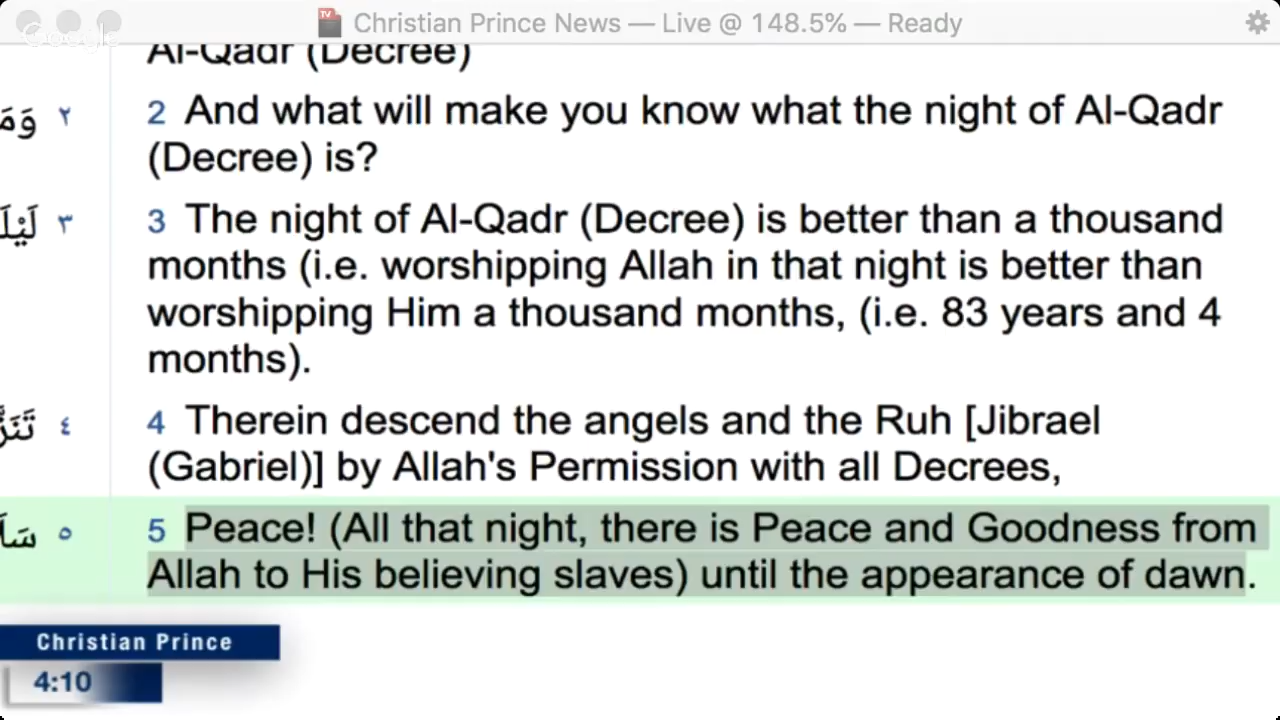 Christian Prince News — Live @ 148.5% — Ready
Google
Al-Qadr (Decree)
٢ 2 And what will make you know what the night of Al-Qadr
(Decree) is?
٣ 3 The night of Al-Qadr (Decree) is better than a thousand
months (i.e. worshipping Allah in that night is better than
worshipping Him a thousand months, (i.e. 83 years and 4
months).
٤ 4 Therein descend the angels and the Ruh [Jibrael
(Gabriel)] by Allah's Permission with all Decrees,
٥ 5 Peace! (All that night, there is Peace and Goodness from
Allah to His believing slaves) until the appearance of dawn.
Christian Prince
4:10